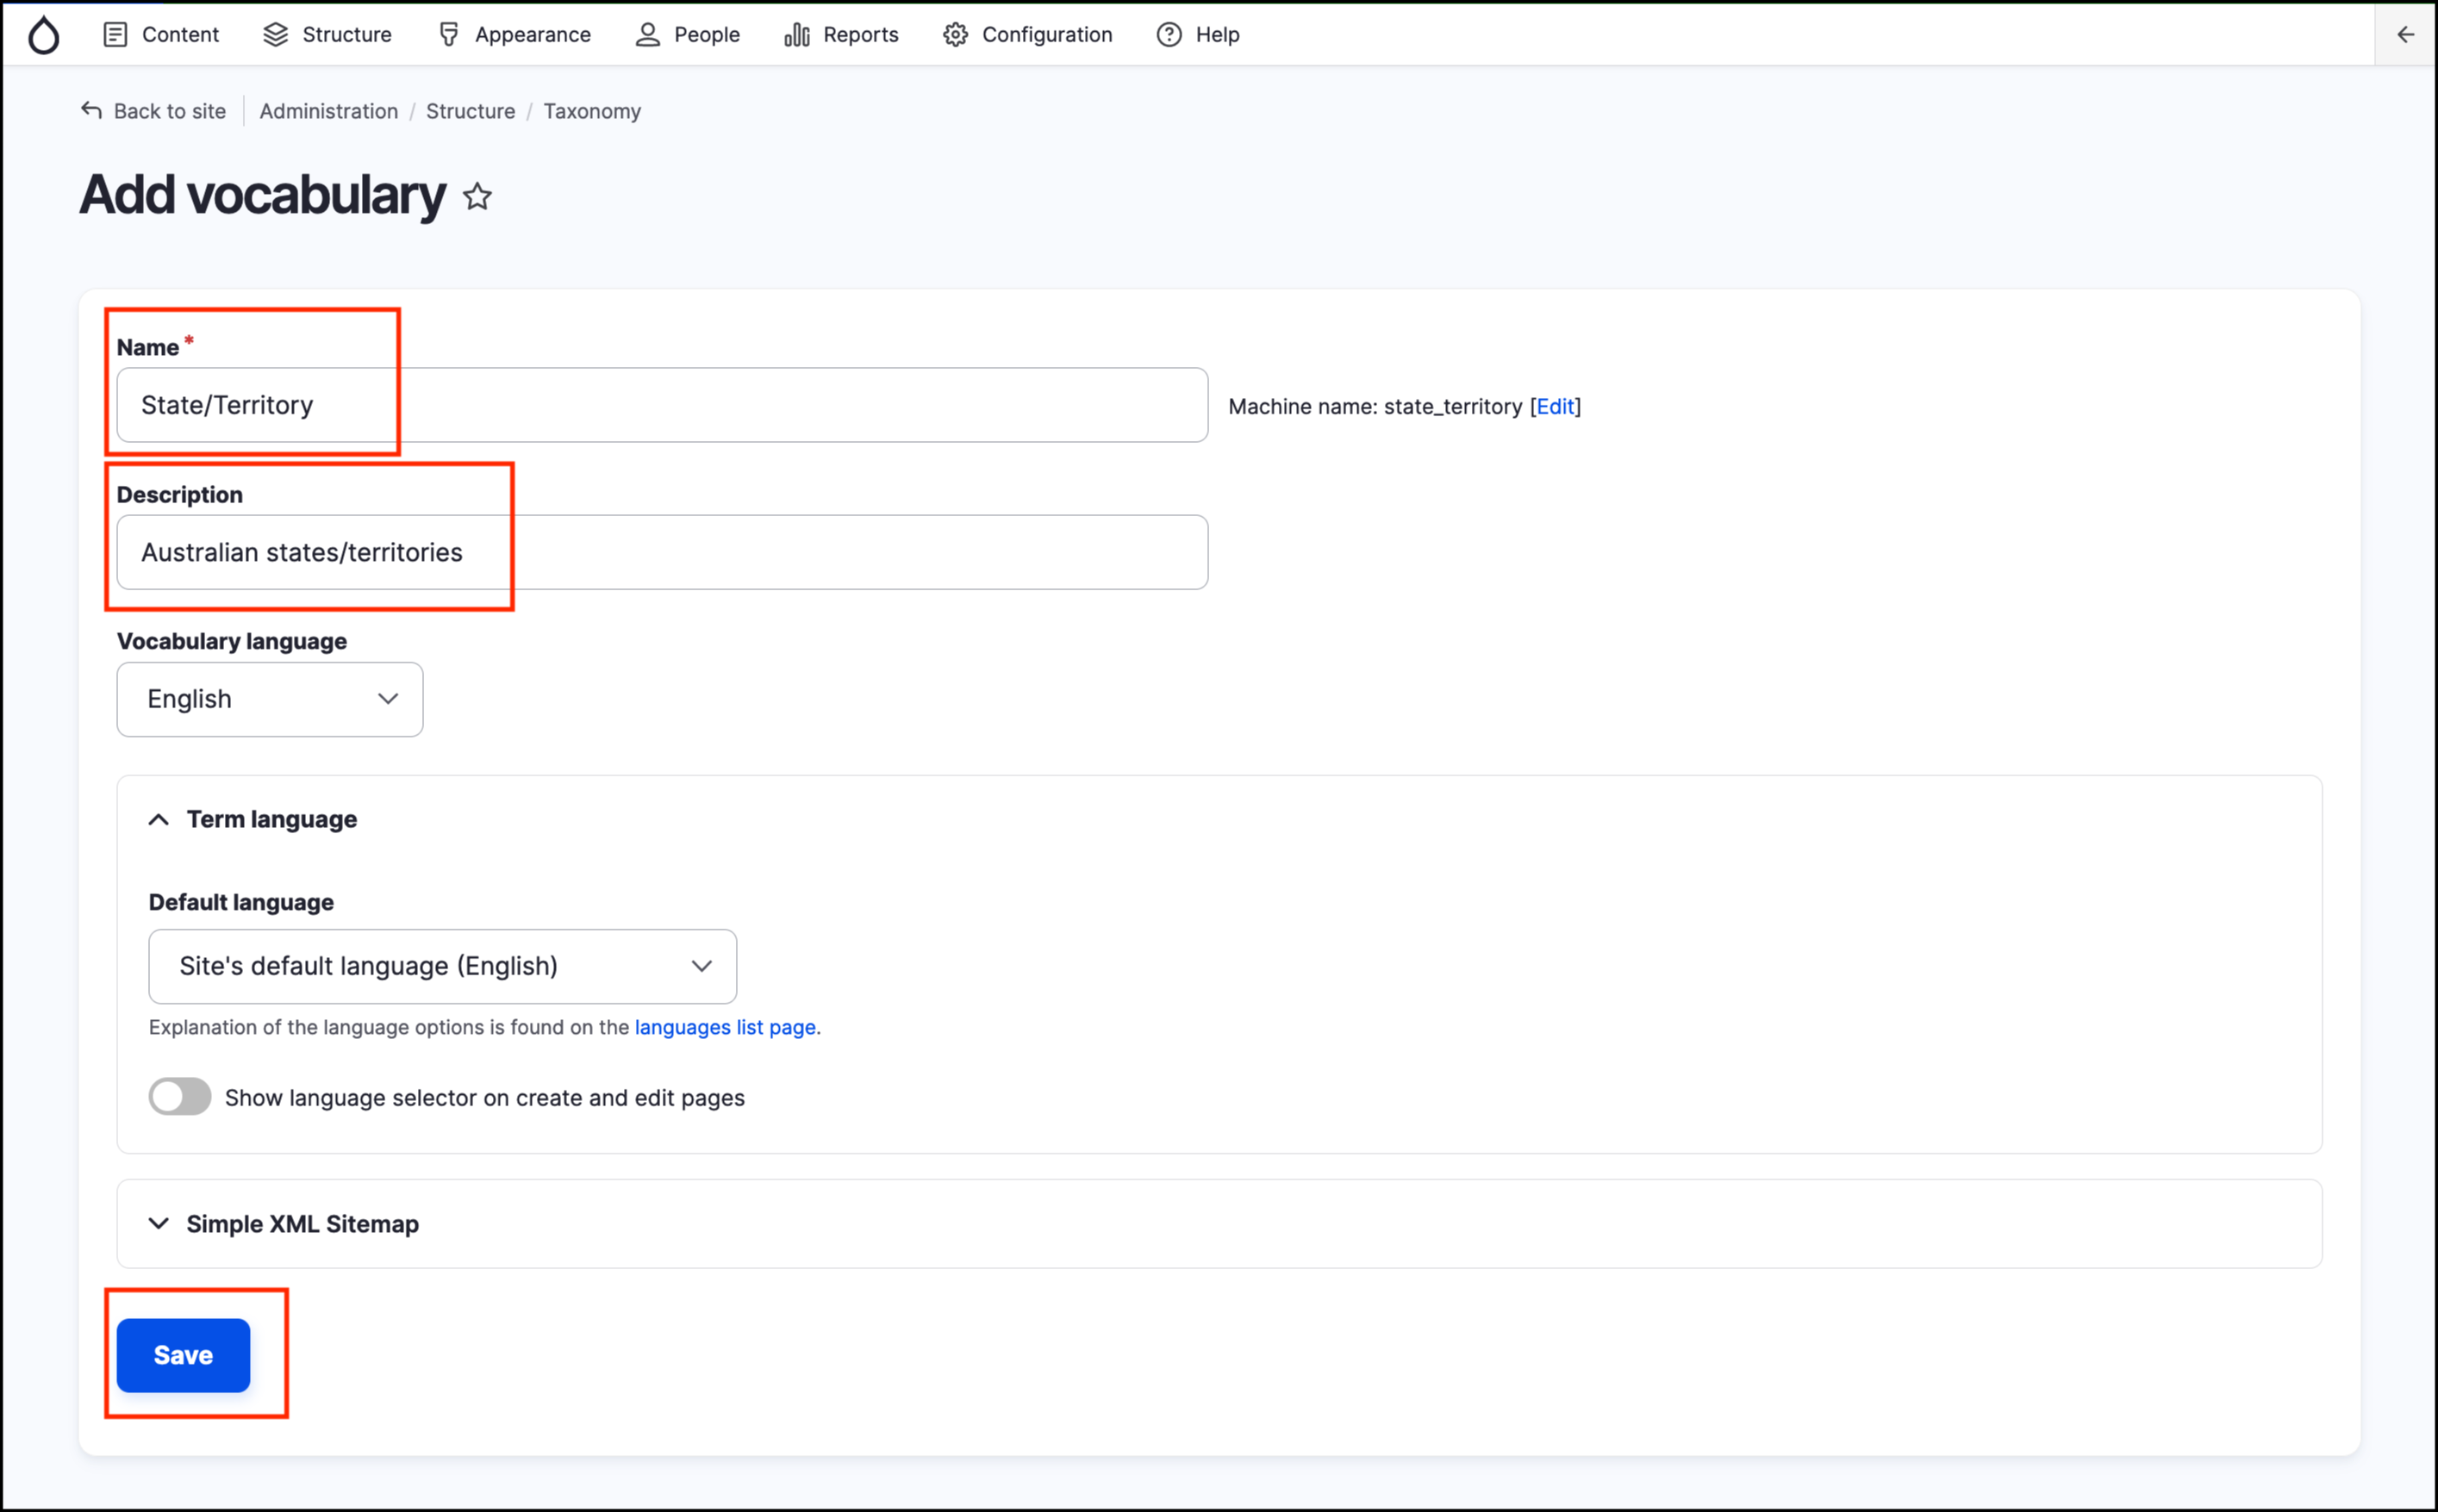 Content Structure Appearance People Reports Configuration Help
Back to site Administration / Structure / Taxonomy
Add vocabulary
Name *
State/Territory
Machine name: state_territory [Edit]
Description
Australian states/territories
Vocabulary language
English
Term language
Default language
Site's default language (English)
Explanation of the language options is found on the languages list page.
Show language selector on create and edit pages
Simple XML Sitemap
Save